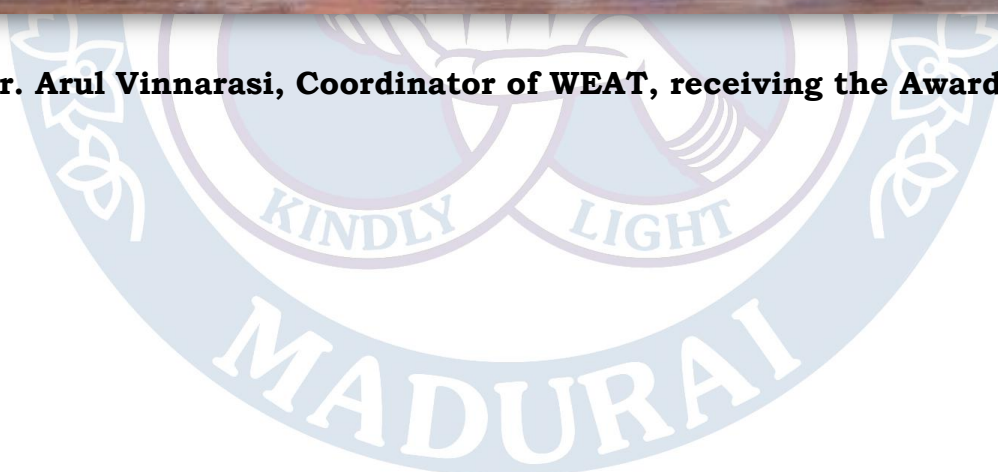 r. Arul Vinnarasi, Coordinator of WEAT, receiving the Award
KINDLY LIGHT
MADURAI